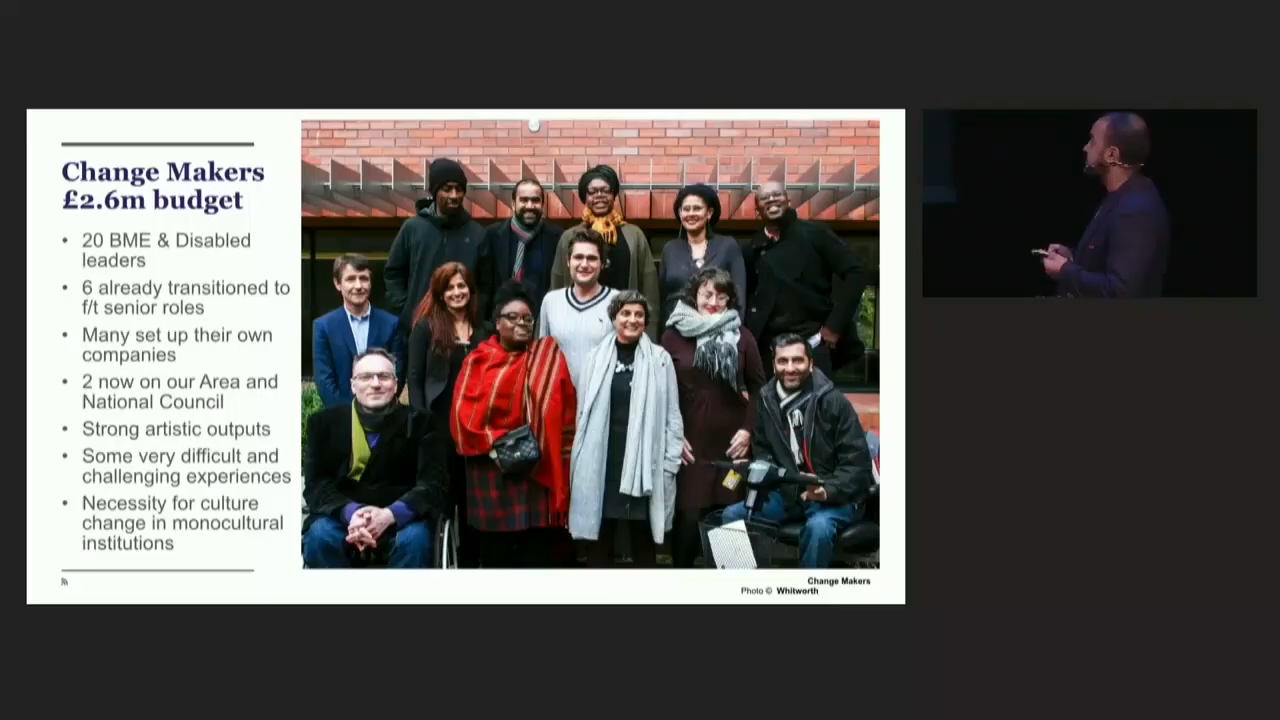 Change Makers
£2.6m budget
• 20 BME & Disabled
leaders
• 6 already transitioned to
f/t senior roles
• Many set up their own
companies
• 2 now on our Area and
National Council
• Strong artistic outputs
• Some very difficult and
challenging experiences
• Necessity for culture
change in monocultural
institutions
Change Makers
Photo © Whitworth